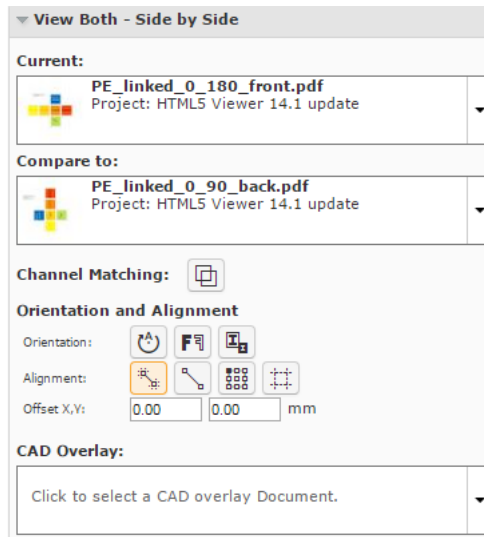 View Both - Side by Side
Current:
PE_linked_0_180_front.pdf
Project: HTML5 Viewer 14.1 update
Compare to:
PE_linked_0_90_back.pdf
Project: HTML5 Viewer 14.1 update
Channel Matching:
Orientation and Alignment
Orientation:
Alignment:
Offset X,Y: 0.00 0.00 mm
CAD Overlay:
Click to select a CAD overlay Document.